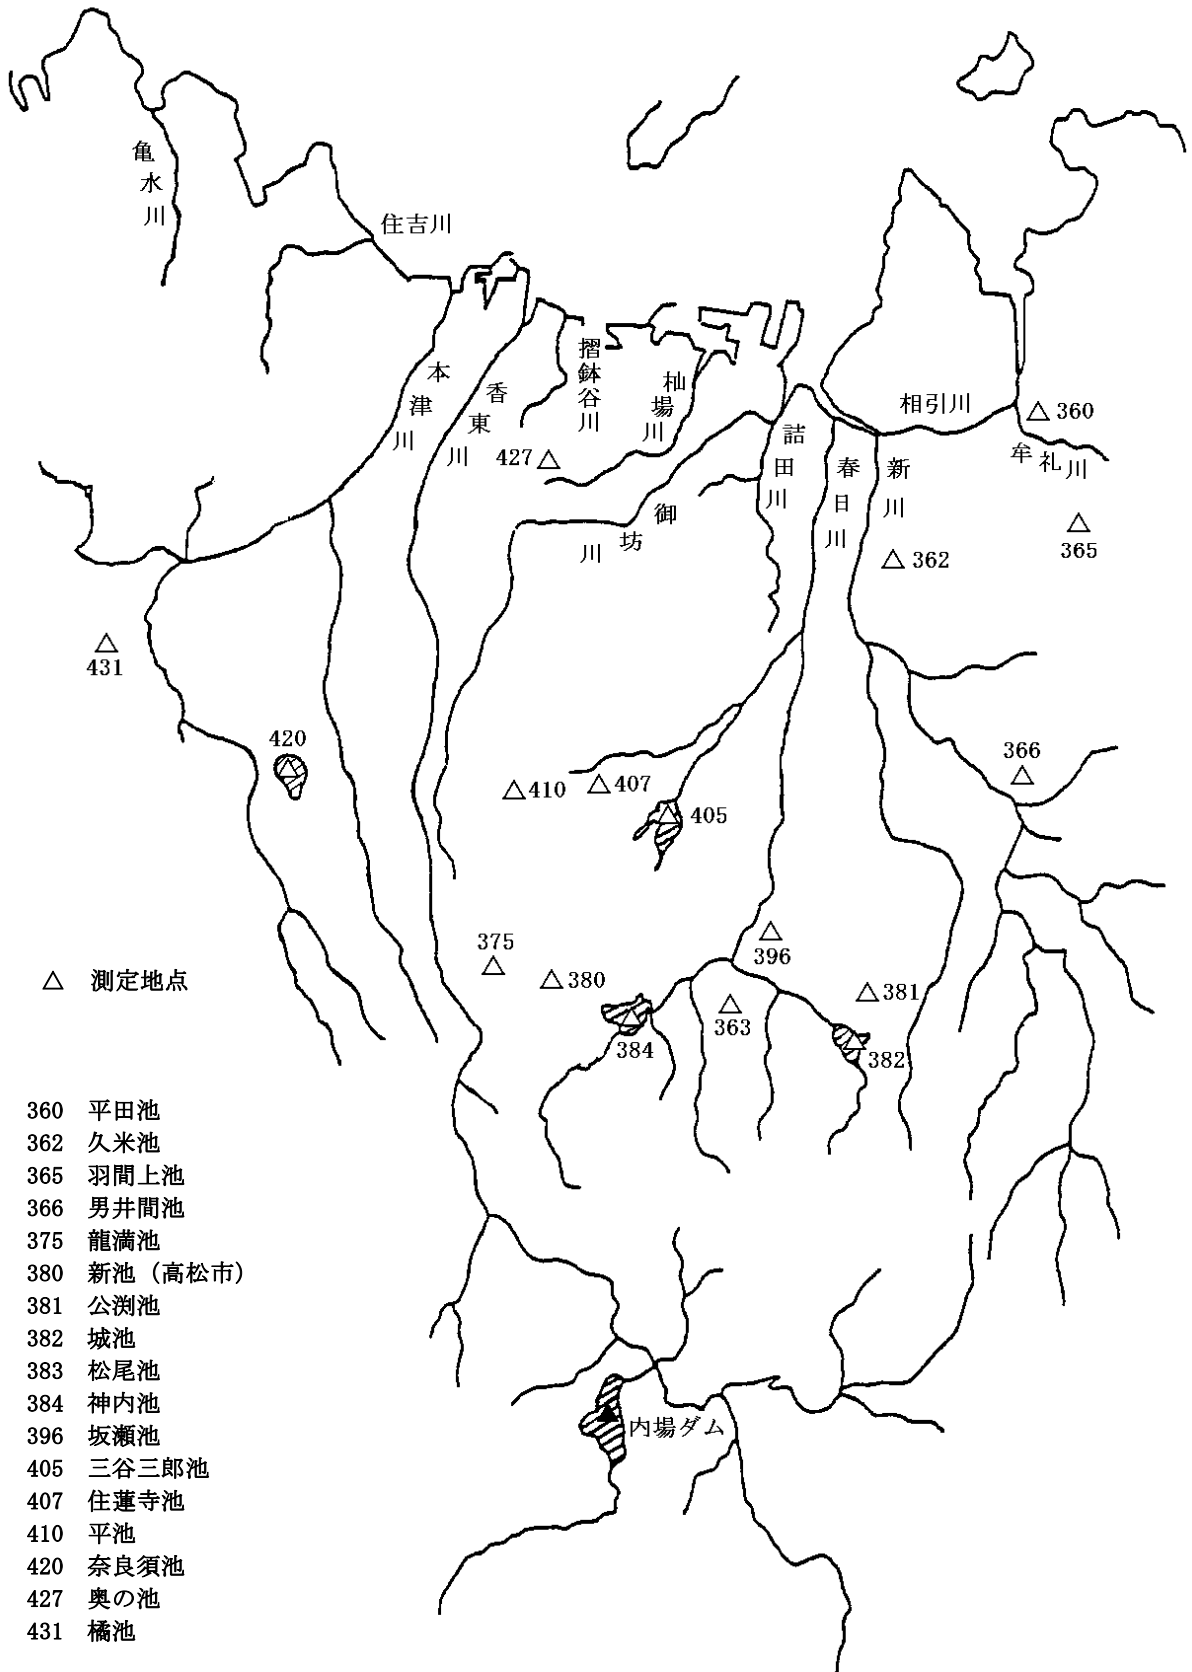 亀水川
住吉川
本津川
香東川
摺鉢谷川
杣場川
御坊川
詰田川
春日川
新川
相引川
牟礼川
360
427
365
362
431
420
366
410
407
405
375
396
380
381
363
384
382
△ 測定地点
内場ダム
360 平田池
362 久米池
365 羽間上池
366 男井間池
375 龍満池
380 新池（高松市）
381 公渕池
382 城池
383 松尾池
384 神内池
396 坂瀬池
405 三谷三郎池
407 住蓮寺池
410 平池
420 奈良須池
427 奥の池
431 橘池